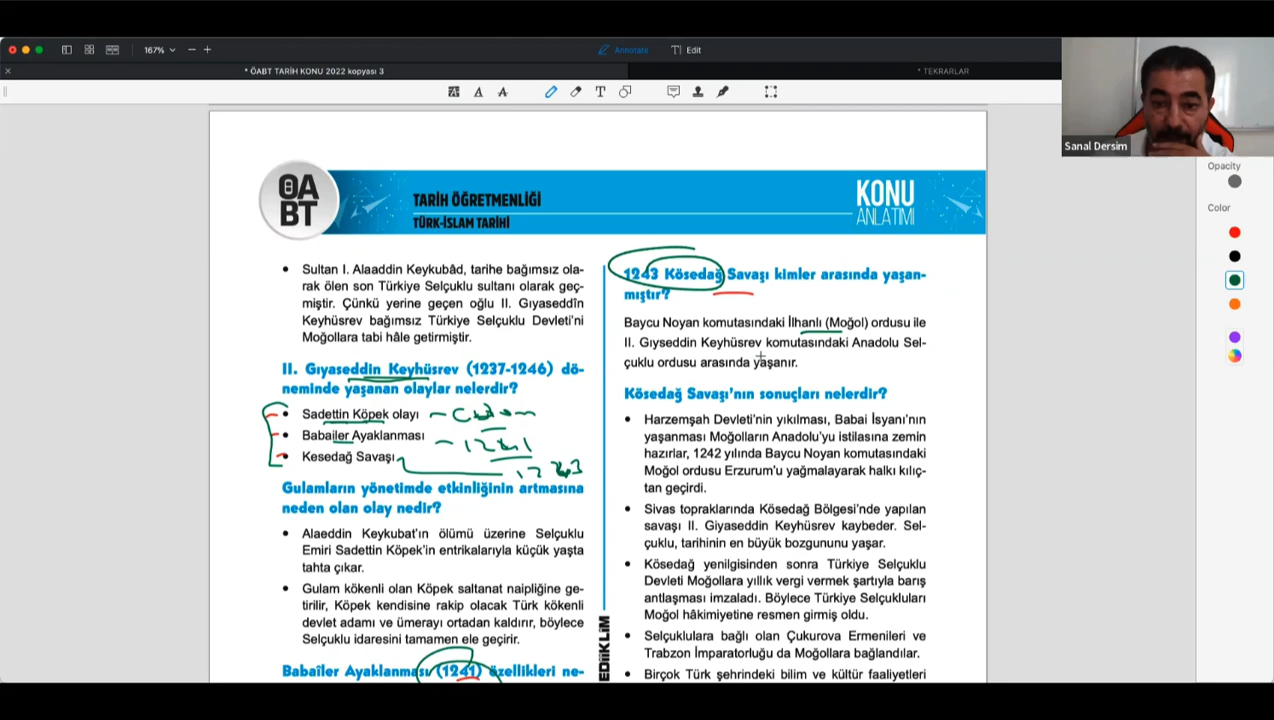 167%
Annotate
Edit
* ÖABT TARİH KONU 2022 kopyası 3
* TEKRARLAR
Sanal Dersim
Opacity
Color
ÖA
BT
TARİH ÖĞRETMENLİĞİ
TÜRK-İSLAM TARİHİ
KONU
ANLATIMI
• Sultan I. Alaaddin Keykubâd, tarihe bağımsız ola-
rak ölen son Türkiye Selçuklu sultanı olarak geç-
miştir. Çünkü yerine geçen oğlu II. Gıyaseddîn
Keyhüsrev bağımsız Türkiye Selçuklu Devleti'ni
Moğollara tabi hâle getirmiştir.
II. Gıyaseddin Keyhüsrev (1237-1246) dö-
neminde yaşanan olaylar nelerdir?
• Sadettin Köpek olayı
• Babailer Ayaklanması - 1241
• Kesedağ Savaşı 1243
Gulamların yönetimde etkinliğinin artmasına
neden olan olay nedir?
• Alaeddin Keykubat'ın ölümü üzerine Selçuklu
Emiri Sadettin Köpek'in entrikalarıyla küçük yaşta
tahta çıkar.
• Gulam kökenli olan Köpek saltanat naipliğine ge-
tirilir, Köpek kendisine rakip olacak Türk kökenli
devlet adamı ve ümerayı ortadan kaldırır, böylece
Selçuklu idaresini tamamen ele geçirir.
Babaîler Ayaklanması (1241) özellikleri ne-
1243 Kösedağ Savaşı kimler arasında yaşan-
mıştır?
Baycu Noyan komutasındaki İlhanlı (Moğol) ordusu ile
II. Gıyseddin Keyhüsrev komutasındaki Anadolu Sel-
çuklu ordusu arasında yaşanır.
Kösedağ Savaşı'nın sonuçları nelerdir?
• Harzemşah Devleti'nin yıkılması, Babai İsyanı'nın
yaşanması Moğolların Anadolu'yu istilasına zemin
hazırlar, 1242 yılında Baycu Noyan komutasındaki
Moğol ordusu Erzurum'u yağmalayarak halkı kılıç-
tan geçirdi.
• Sivas topraklarında Kösedağ Bölgesi'nde yapılan
savaşı II. Giyaseddin Keyhüsrev kaybeder. Sel-
çuklu, tarihinin en büyük bozgununu yaşar.
• Kösedağ yenilgisinden sonra Türkiye Selçuklu
Devleti Moğollara yıllık vergi vermek şartıyla barış
antlaşması imzaladı. Böylece Türkiye Selçukluları
Moğol hâkimiyetine resmen girmiş oldu.
• Selçuklulara bağlı olan Çukurova Ermenileri ve
Trabzon İmparatorluğu da Moğollara bağlandılar.
• Birçok Türk şehrindeki bilim ve kültür faaliyetleri
EDİİKLİM